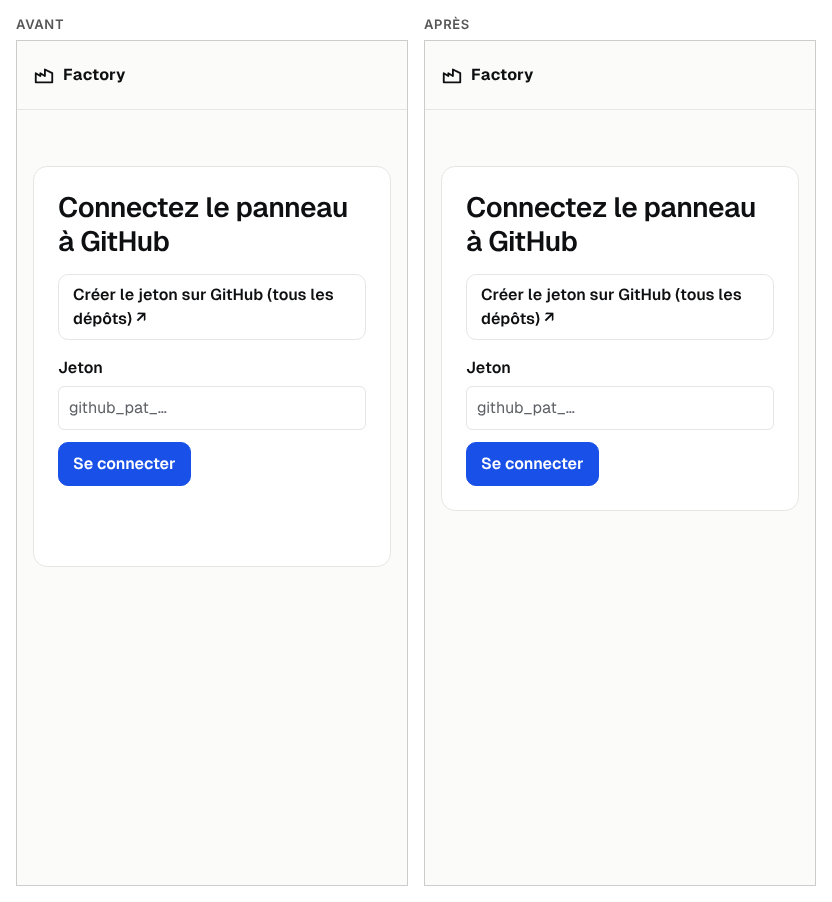 AVANT
Factory
Connectez le panneau
à GitHub
Créer le jeton sur GitHub (tous les
dépôts) ↗
Jeton
github_pat_…
Se connecter
APRÈS
Factory
Connectez le panneau
à GitHub
Créer le jeton sur GitHub (tous les
dépôts) ↗
Jeton
github_pat_…
Se connecter